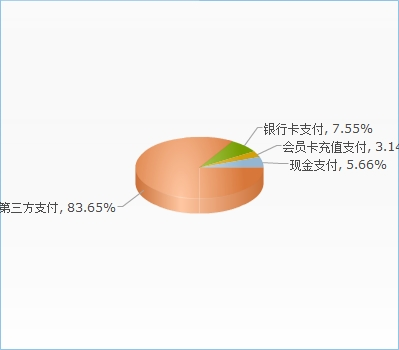 银行卡支付, 7.55%
会员卡充值支付, 3.14
现金支付, 5.66%
第三方支付, 83.65%